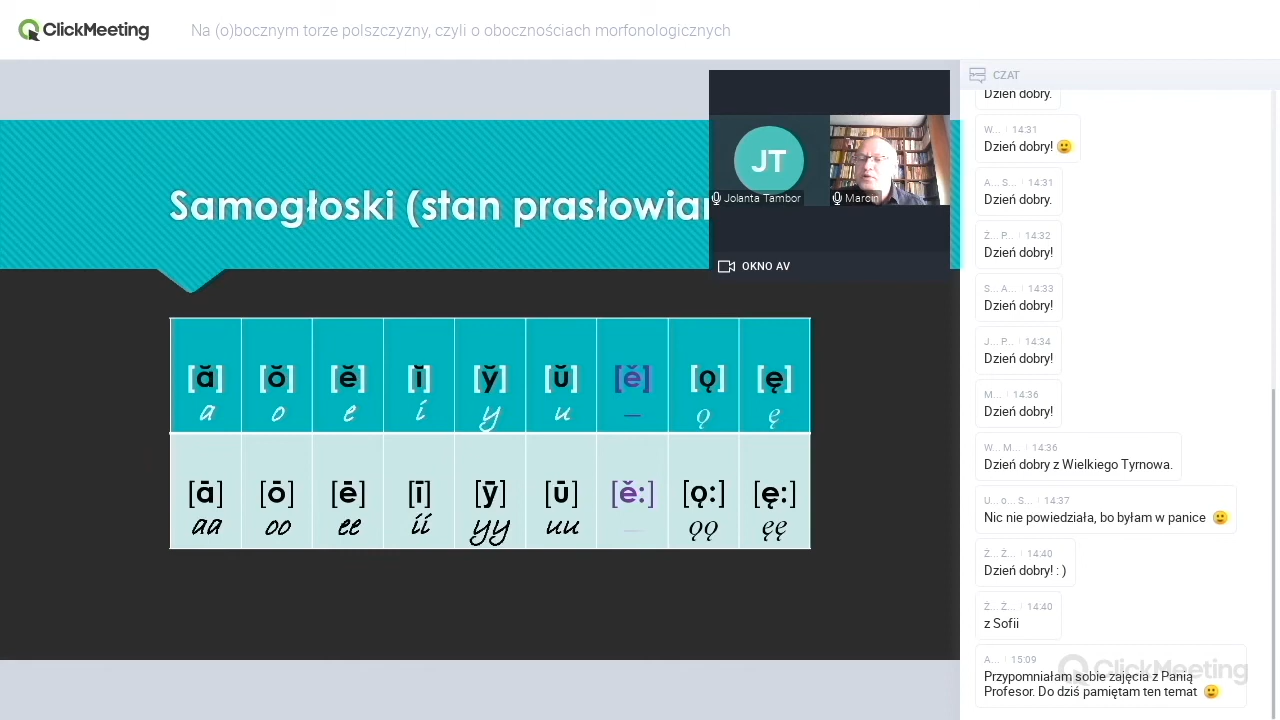 ClickMeeting
Na (o)bocznym torze polszczyzny, czyli o obocznościach morfonologicznych
Samogłoski (stan prasłowiań
JT
Jolanta Tambor
Marcin
OKNO AV
[ă] [ŏ] [ĕ] [ĭ] [y̆] [ŭ] [ě] [ǫ] [ę]
a o e i y u – ǫ ę
[ā] [ō] [ē] [ī] [ȳ] [ū] [ě:] [ǫ:] [ę:]
aa oo ee ii yy uu – ǫǫ ęę
CZAT
Dzień dobry.
W... 14:31
Dzień dobry! 🙂
A... S... 14:31
Dzień dobry.
Z... P... 14:32
Dzień dobry!
S... A... 14:33
Dzień dobry!
J... P... 14:34
Dzień dobry!
M... 14:36
Dzień dobry!
W... M... 14:36
Dzień dobry z Wielkiego Tyrnowa.
U... o... S... 14:37
Nic nie powiedziała, bo byłam w panice 🙂
Ż... Ż... 14:40
Dzień dobry! : )
Ż... Ż... 14:40
z Sofii
A... 15:09
Przypomniałam sobie zajęcia z Panią
Profesor. Do dziś pamiętam ten temat 🙂
ClickMeeting